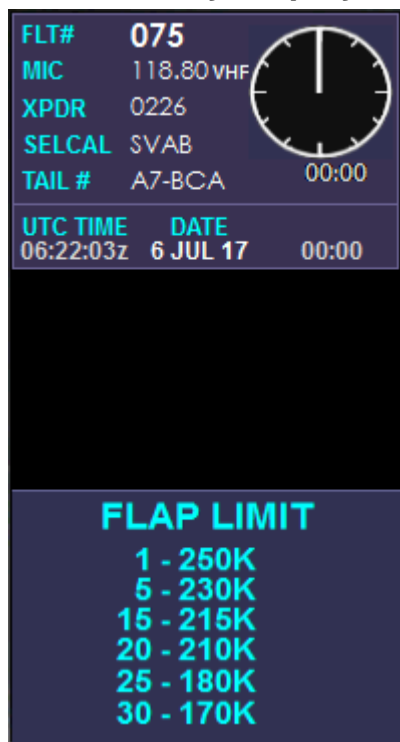 FLT# 075
MIC 118.80 VHF
XPDR 0226
SELCAL SVAB
TAIL # A7-BCA
00:00
UTC TIME DATE
06:22:03z 6 JUL 17 00:00
FLAP LIMIT
1 - 250K
5 - 230K
15 - 215K
20 - 210K
25 - 180K
30 - 170K